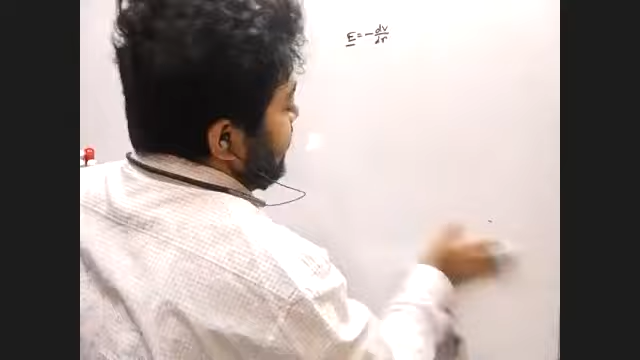 E = - dv/dr